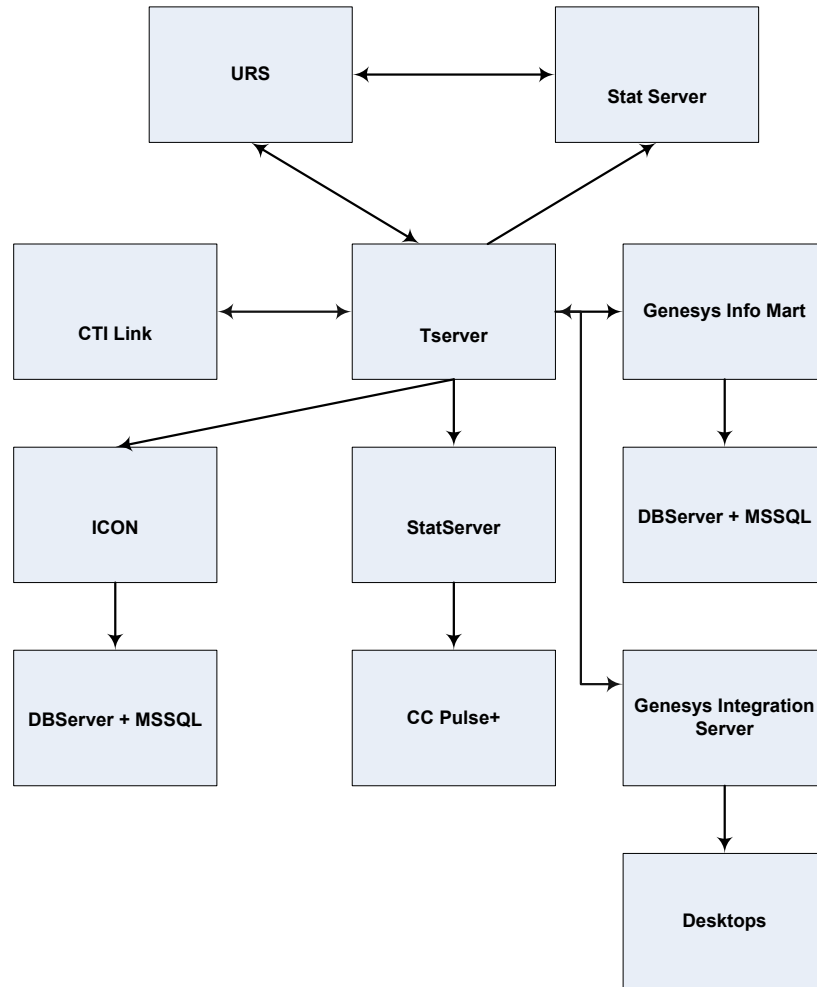 URS
Stat Server
CTI Link
Tserver
Genesys Info Mart
ICON
StatServer
DBServer + MSSQL
DBServer + MSSQL
CC Pulse+
Genesys Integration
Server
Desktops